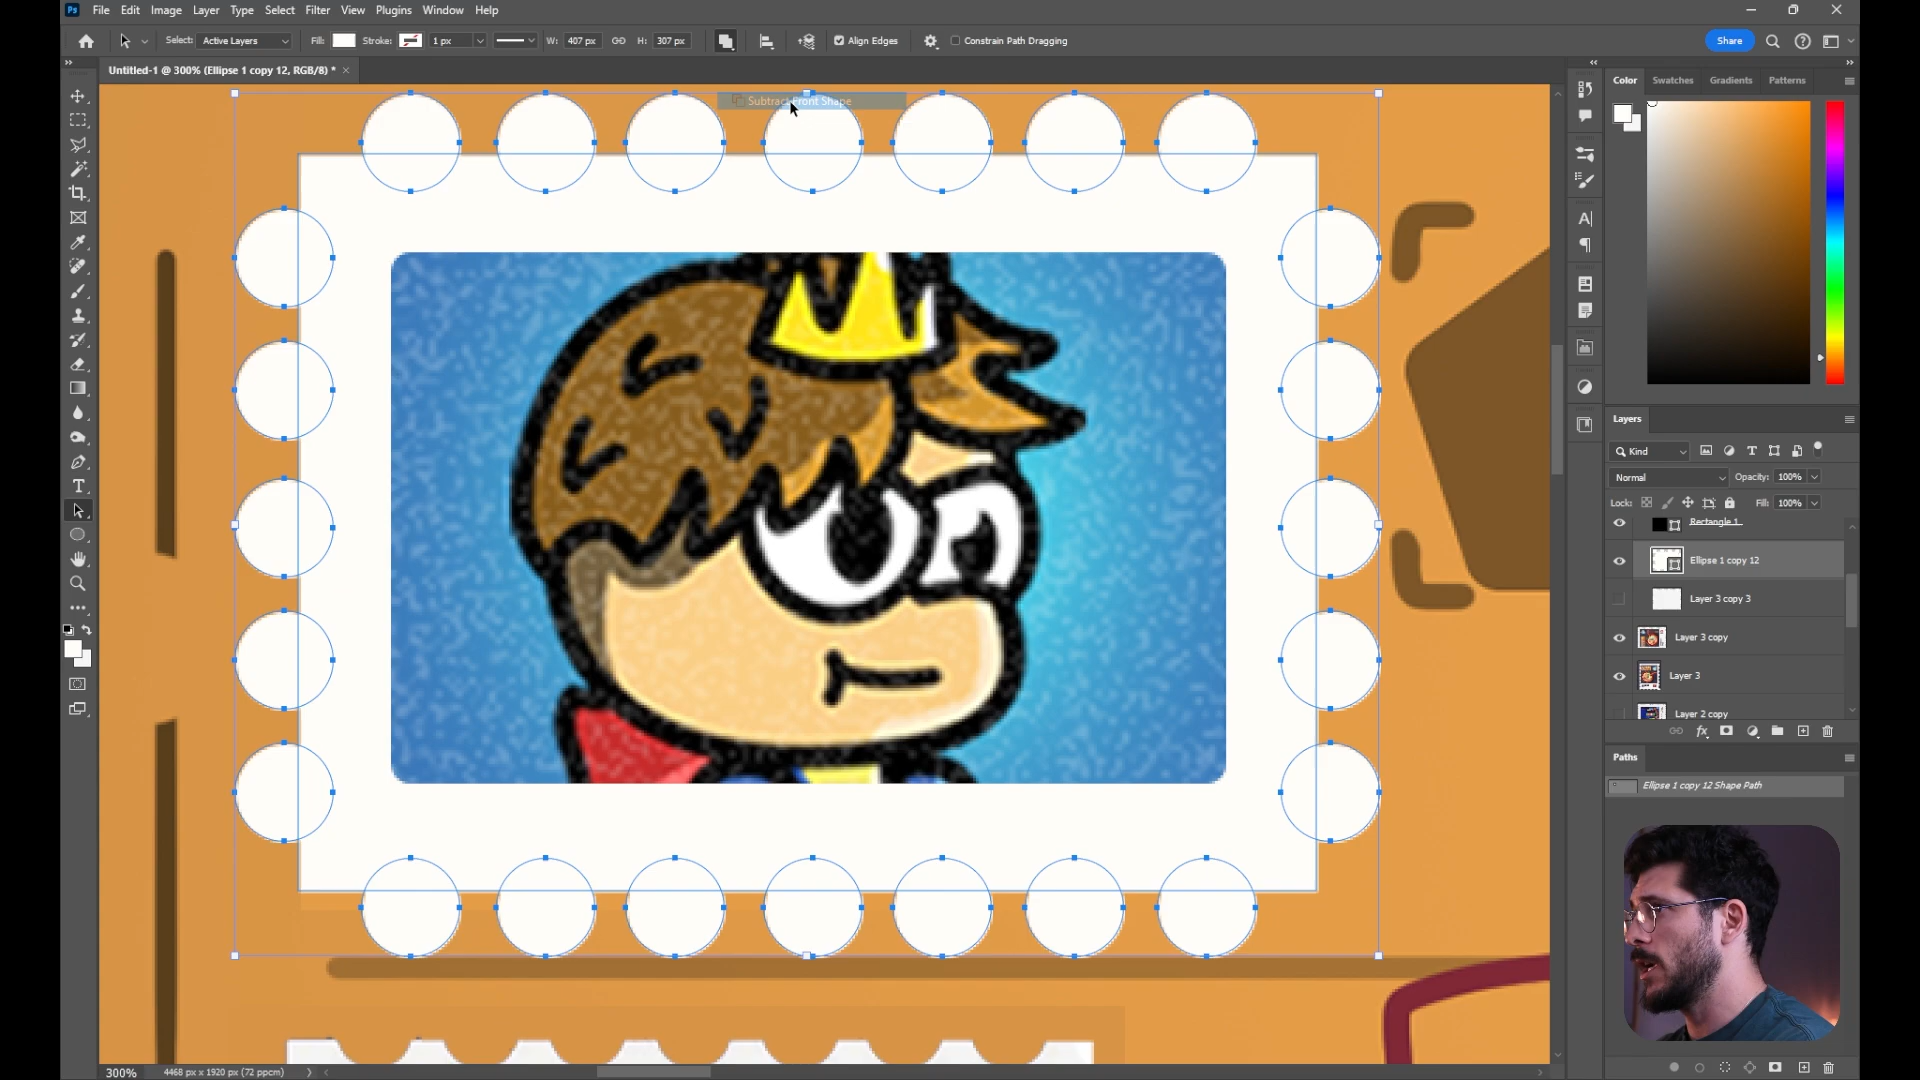 Ps File Edit Image Layer Type Select Filter View Plugins Window Help
Select: Active Layers Fill: Stroke: 1 px W: 407 px H: 307 px Align Edges Constrain Path Dragging Share
Untitled-1 @ 300% (Ellipse 1 copy 12, RGB/8) *
Subtract Front Shape
Color Swatches Gradients Patterns
Layers
Kind
Normal Opacity: 100%
Lock: Fill: 100%
Rectangle 1
Ellipse 1 copy 12
Layer 3 copy 3
Layer 3 copy
Layer 3
Layer 2 copy
Paths
Ellipse 1 copy 12 Shape Path
300% 4468 px x 1920 px (72 ppcm)